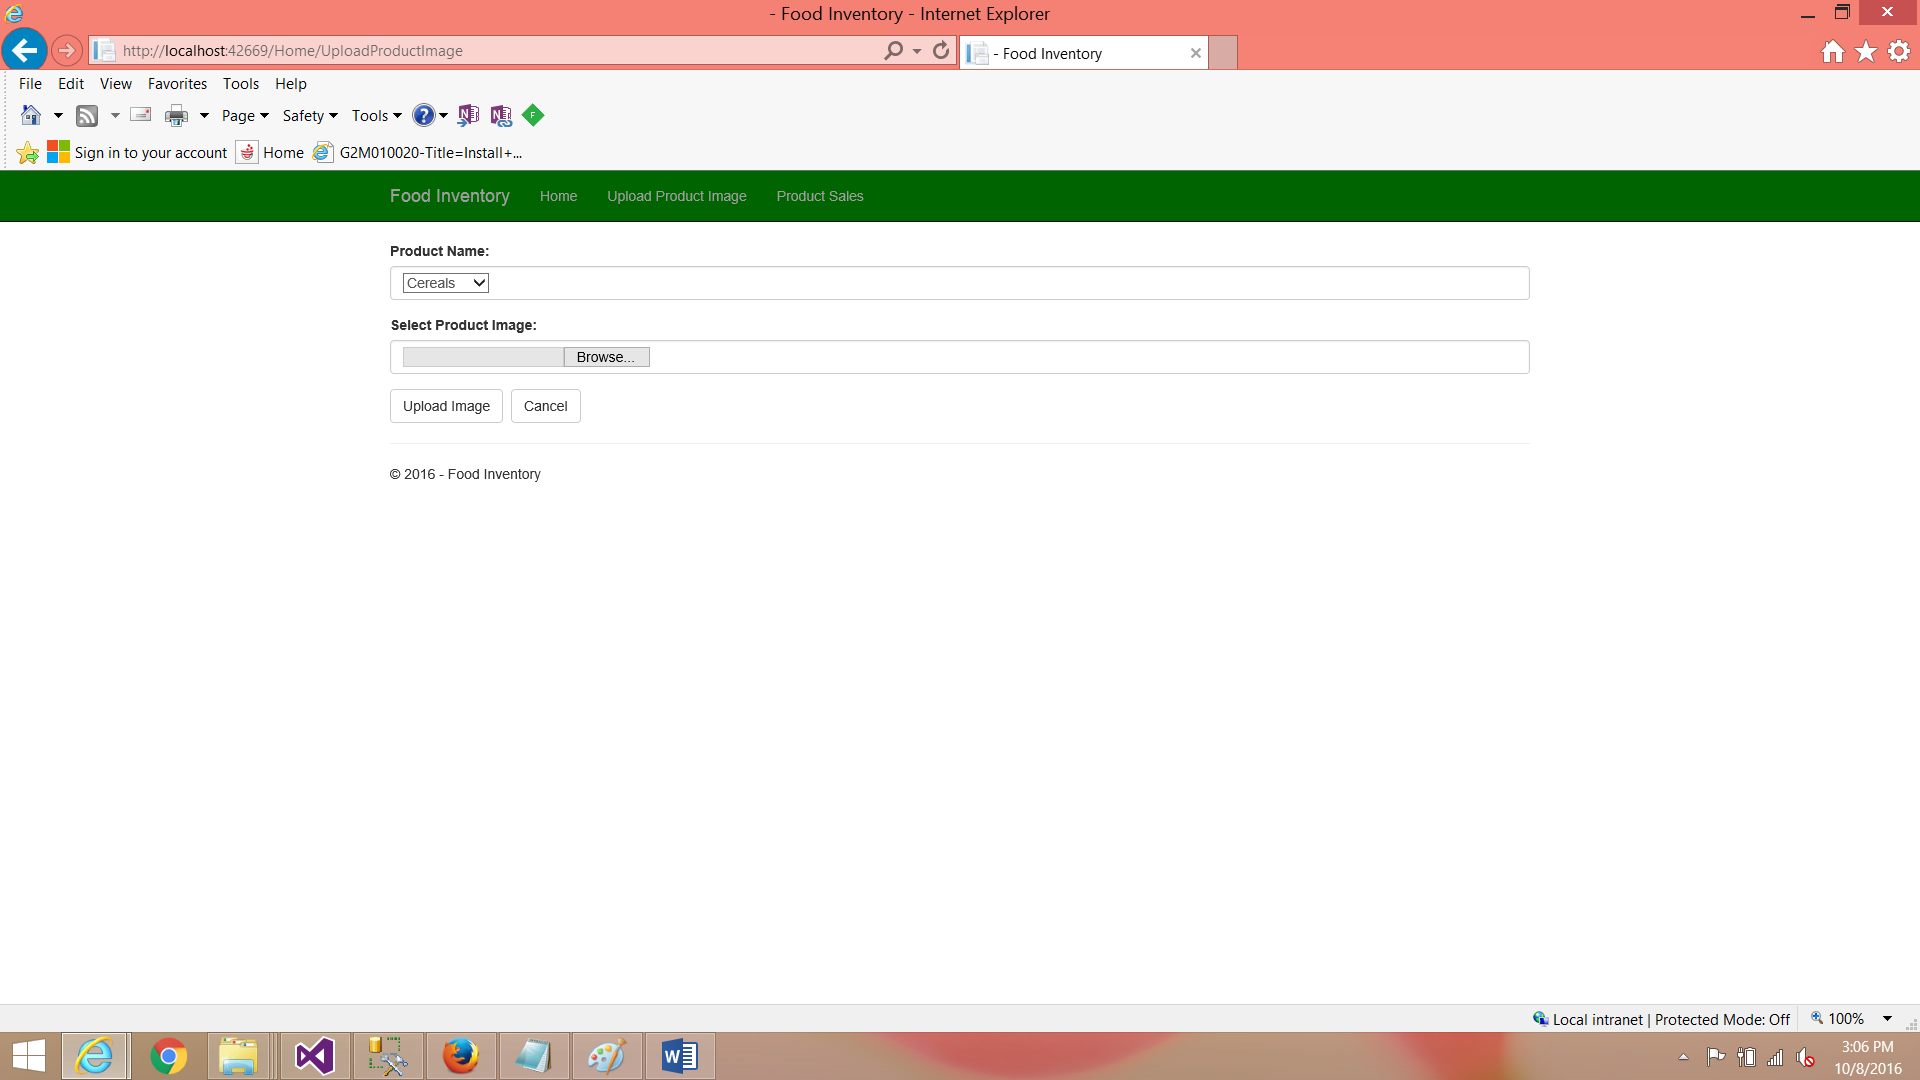 - Food Inventory - Internet Explorer
http://localhost:42669/Home/UploadProductImage
- Food Inventory
File Edit View Favorites Tools Help
Page Safety Tools
Sign in to your account Home G2M010020-Title=Install+...
Food Inventory Home Upload Product Image Product Sales
Product Name:
Cereals
Select Product Image:
Browse...
Upload Image Cancel
© 2016 - Food Inventory
Local intranet | Protected Mode: Off 100%
3:06 PM
10/8/2016